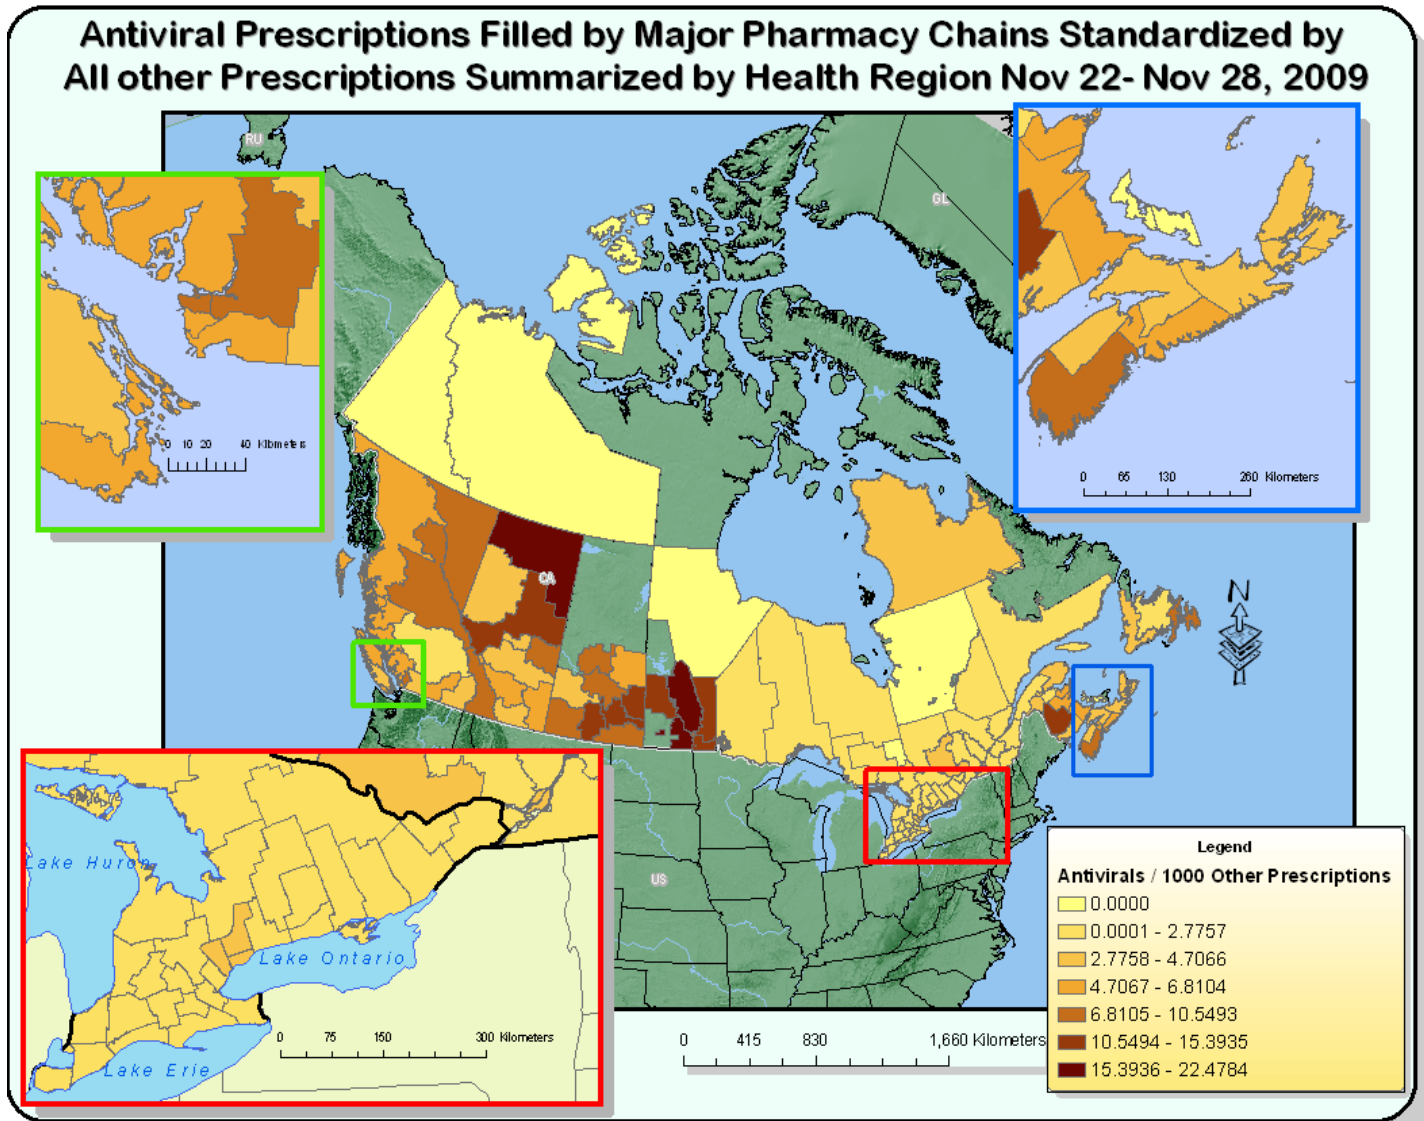 Antiviral Prescriptions Filled by Major Pharmacy Chains Standardized by
All other Prescriptions Summarized by Health Region Nov 22- Nov 28, 2009
RU
GL
0 10 20 40 Kilometers
0 65 130 260 Kilometers
CA
N
US
Lake Huron
Lake Ontario
Lake Erie
0 75 150 300 Kilometers
0 415 830 1,660 Kilometers
Legend
Antivirals / 1000 Other Prescriptions
0.0000
0.0001 - 2.7757
2.7758 - 4.7066
4.7067 - 6.8104
6.8105 - 10.5493
10.5494 - 15.3935
15.3936 - 22.4784